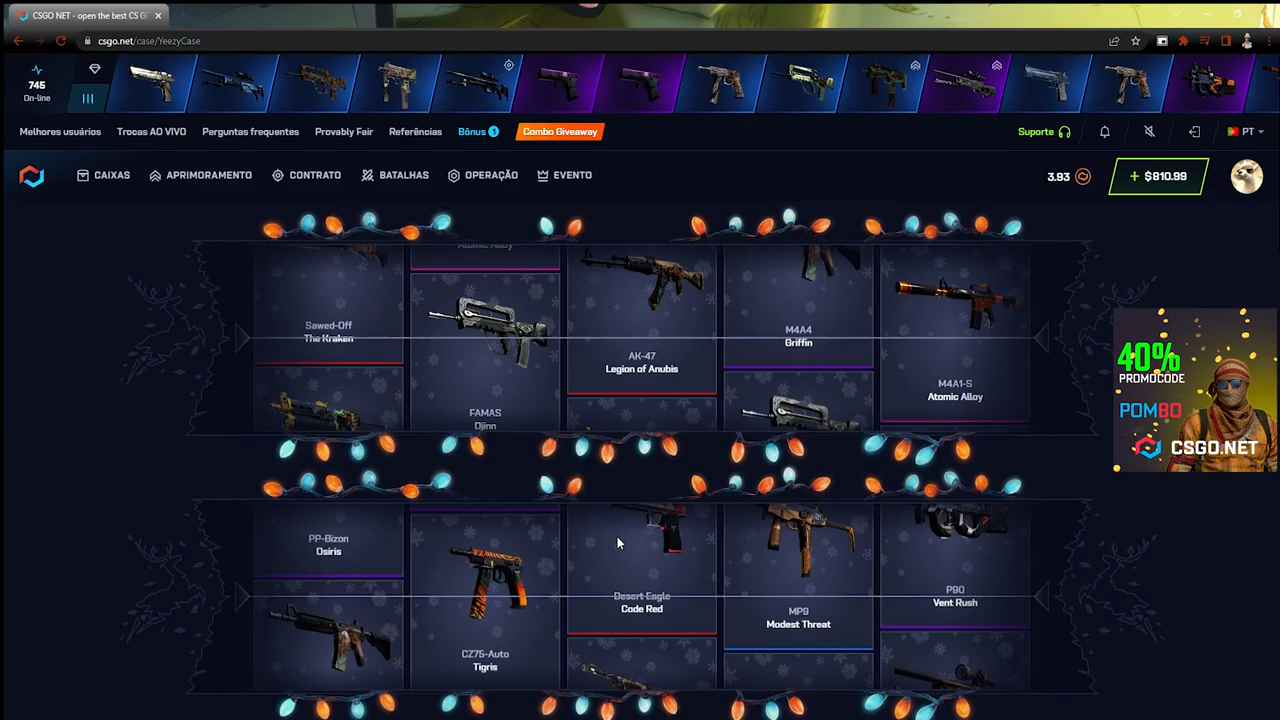 CSGO NET - open the best CS G
csgo.net/case/YeezyCase
745
On-line
Melhores usuários
Trocas AO VIVO
Perguntas frequentes
Provably Fair
Referências
Bônus 1
Combo Giveaway
Suporte
PT
CAIXAS
APRIMORAMENTO
CONTRATO
BATALHAS
OPERAÇÃO
EVENTO
3.93
+ $810.99
Sawed-Off
The Kraken
Atomic Alloy
FAMAS
Djinn
AK-47
Legion of Anubis
M4A4
Griffin
M4A1-S
Atomic Alloy
40%
PROMOCODE
POMBO
CSGO.NET
PP-Bizon
Osiris
CZ75-Auto
Tigris
Desert Eagle
Code Red
MP9
Modest Threat
P90
Vent Rush